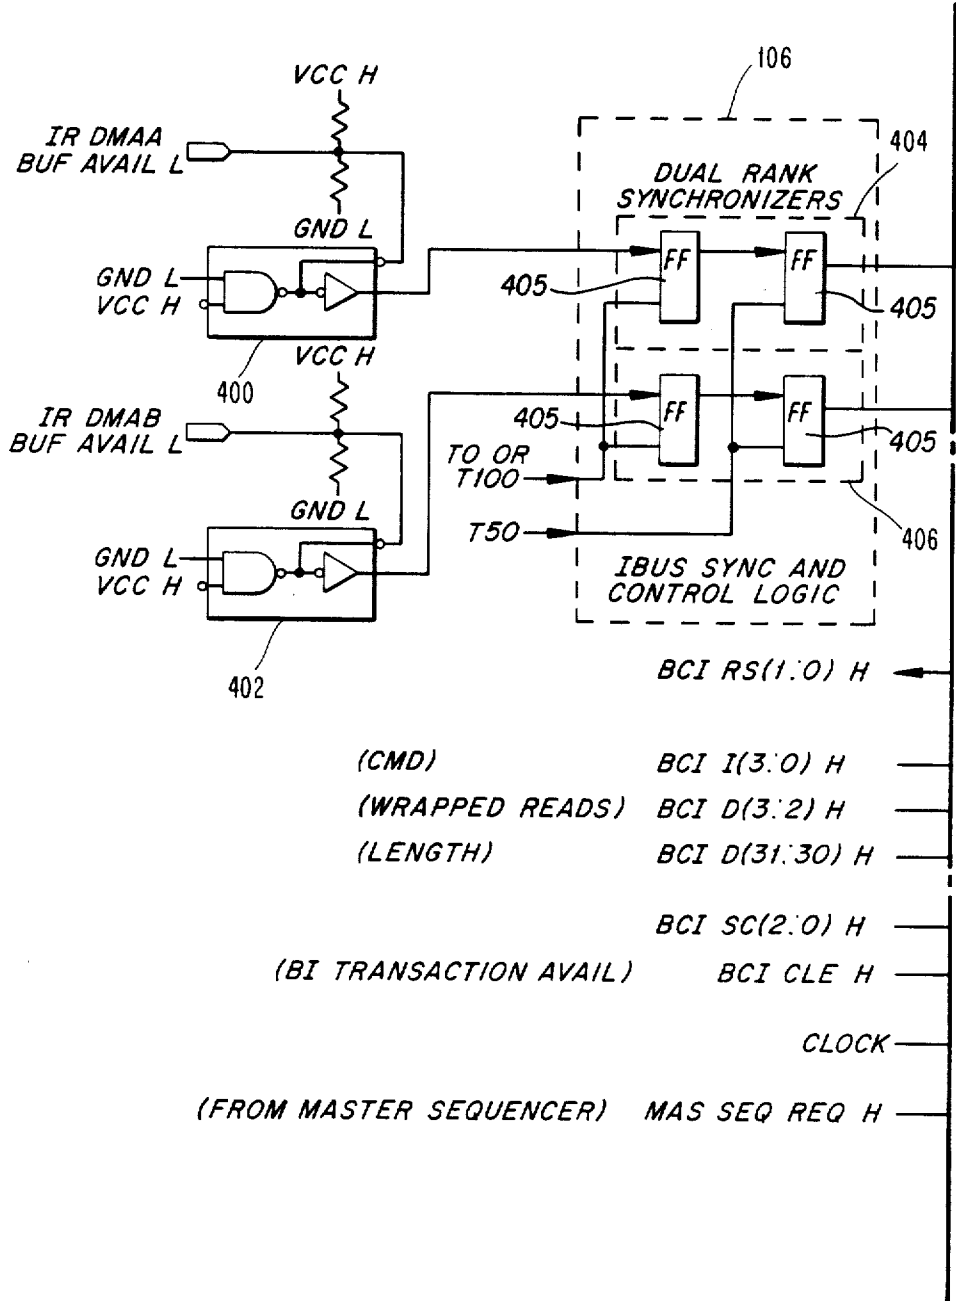 106
VCC H
IR DMAA
BUF AVAIL L
404
DUAL RANK
SYNCHRONIZERS
GND L
GND L
VCC H
FF
FF
405
405
400
VCC H
IR DMAB
BUF AVAIL L
FF
FF
405
405
TO OR
T100
GND L
T50
406
GND L
VCC H
IBUS SYNC AND
CONTROL LOGIC
402
BCI RS(1:0) H
(CMD) BCI I(3:0) H
(WRAPPED READS) BCI D(3:2) H
(LENGTH) BCI D(31:30) H
BCI SC(2:0) H
(BI TRANSACTION AVAIL) BCI CLE H
CLOCK
(FROM MASTER SEQUENCER) MAS SEQ REQ H